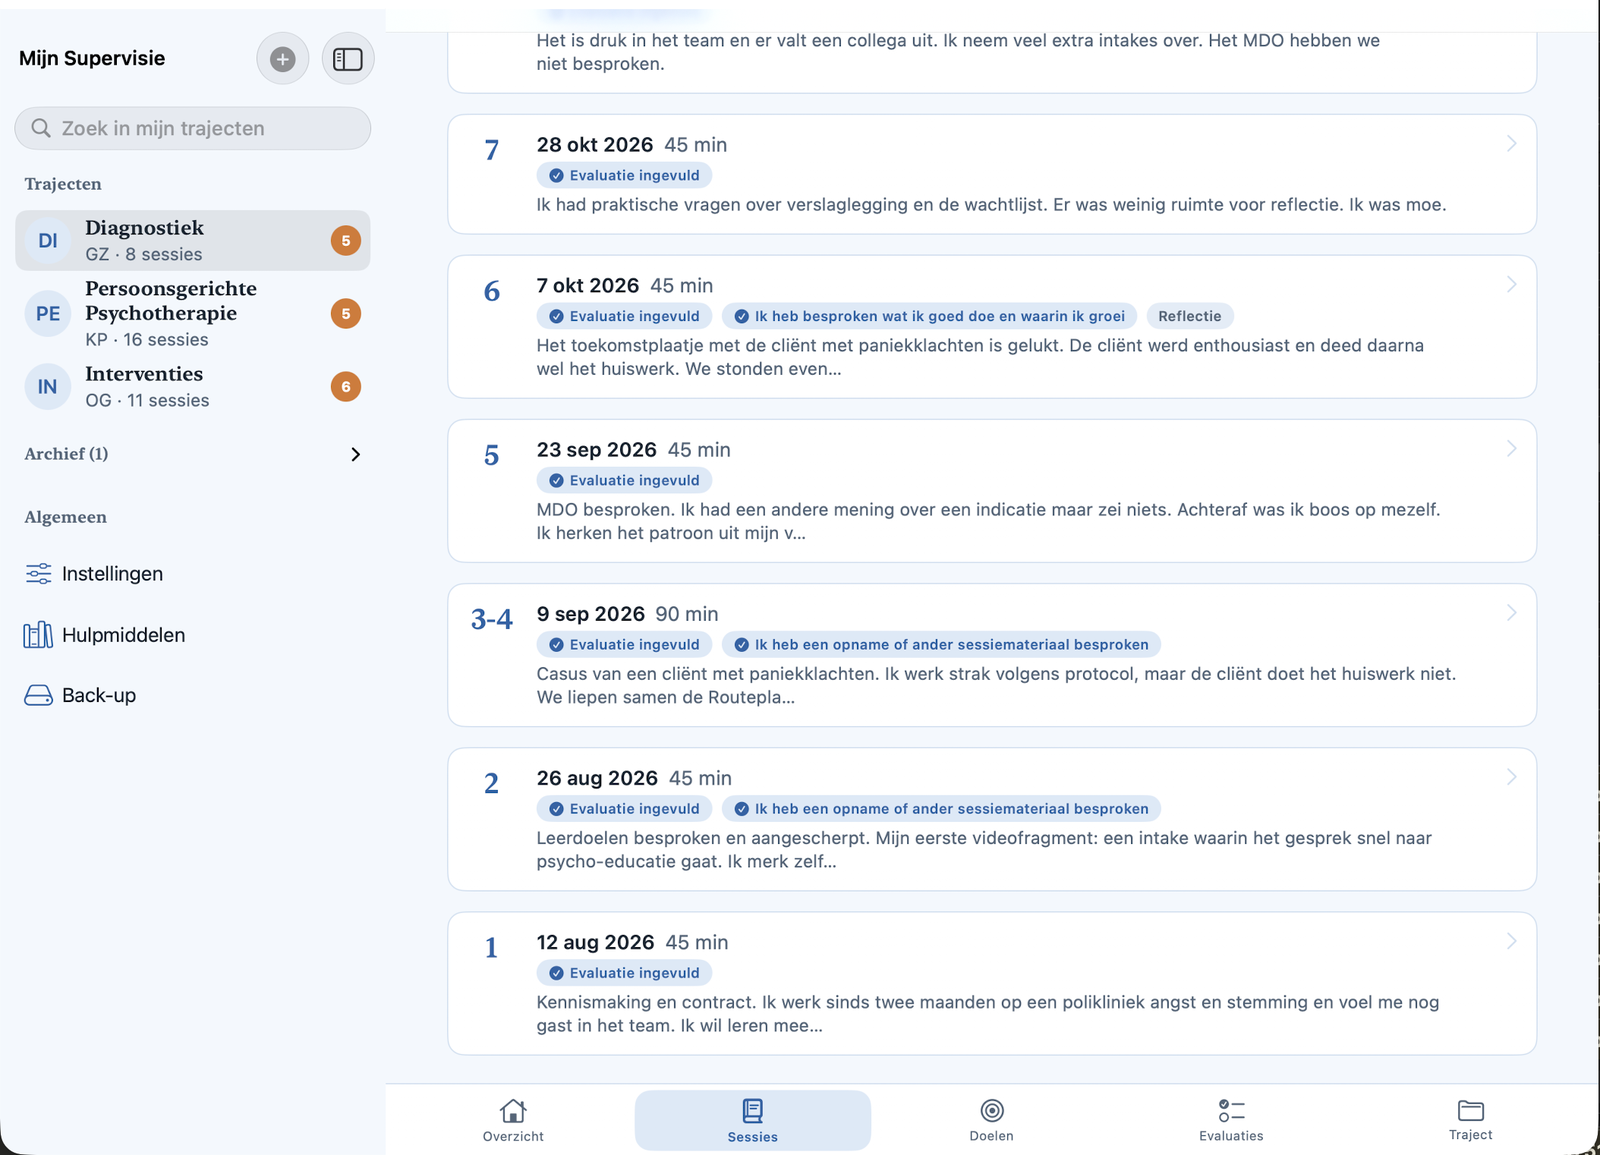 Mijn Supervisie
Zoek in mijn trajecten
Trajecten
DI
Diagnostiek
GZ · 8 sessies
5
PE
Persoonsgerichte
Psychotherapie
KP · 16 sessies
5
IN
Interventies
OG · 11 sessies
6
Archief (1)
Algemeen
Instellingen
Hulpmiddelen
Back-up
Het is druk in het team en er valt een collega uit. Ik neem veel extra intakes over. Het MDO hebben we
niet besproken.
7
28 okt 2026 45 min
Evaluatie ingevuld
Ik had praktische vragen over verslaglegging en de wachtlijst. Er was weinig ruimte voor reflectie. Ik was moe.
6
7 okt 2026 45 min
Evaluatie ingevuld Ik heb besproken wat ik goed doe en waarin ik groei Reflectie
Het toekomstplaatje met de cliënt met paniekklachten is gelukt. De cliënt werd enthousiast en deed daarna
wel het huiswerk. We stonden even...
5
23 sep 2026 45 min
Evaluatie ingevuld
MDO besproken. Ik had een andere mening over een indicatie maar zei niets. Achteraf was ik boos op mezelf.
Ik herken het patroon uit mijn v...
3-4
9 sep 2026 90 min
Evaluatie ingevuld Ik heb een opname of ander sessiemateriaal besproken
Casus van een cliënt met paniekklachten. Ik werk strak volgens protocol, maar de cliënt doet het huiswerk niet.
We liepen samen de Routepla...
2
26 aug 2026 45 min
Evaluatie ingevuld Ik heb een opname of ander sessiemateriaal besproken
Leerdoelen besproken en aangescherpt. Mijn eerste videofragment: een intake waarin het gesprek snel naar
psycho-educatie gaat. Ik merk zelf...
1
12 aug 2026 45 min
Evaluatie ingevuld
Kennismaking en contract. Ik werk sinds twee maanden op een polikliniek angst en stemming en voel me nog
gast in het team. Ik wil leren mee...
Overzicht
Sessies
Doelen
Evaluaties
Traject